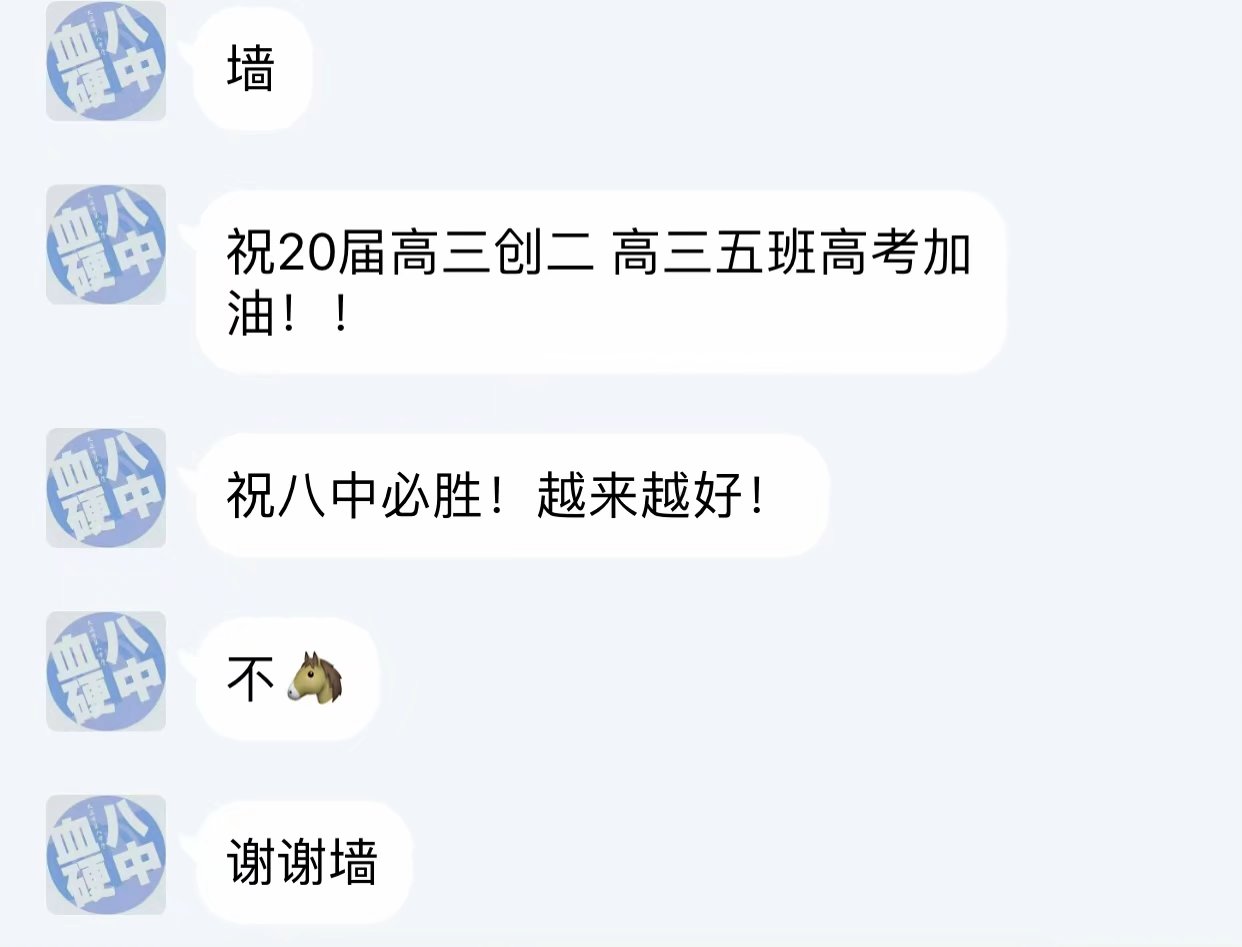 八中
血硬
墙
八中
血硬
祝20届高三创二 高三五班高考加
油！！
八中
血硬
祝八中必胜！越来越好！
八中
血硬
不🐴
八中
血硬
谢谢墙